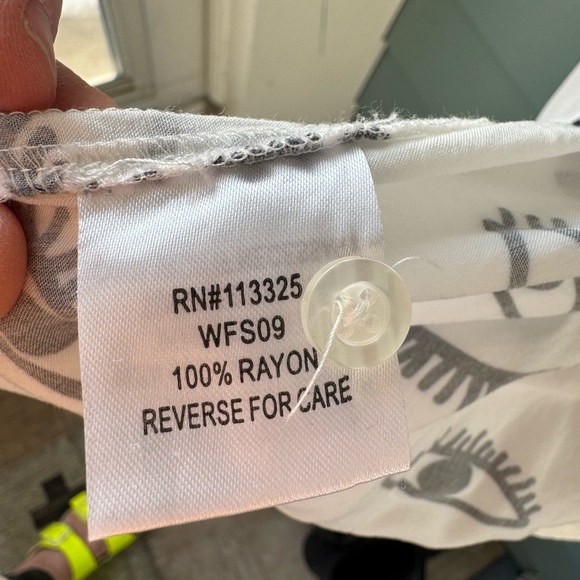 RN#113325
WFS09
100% RAYON
REVERSE FOR CARE